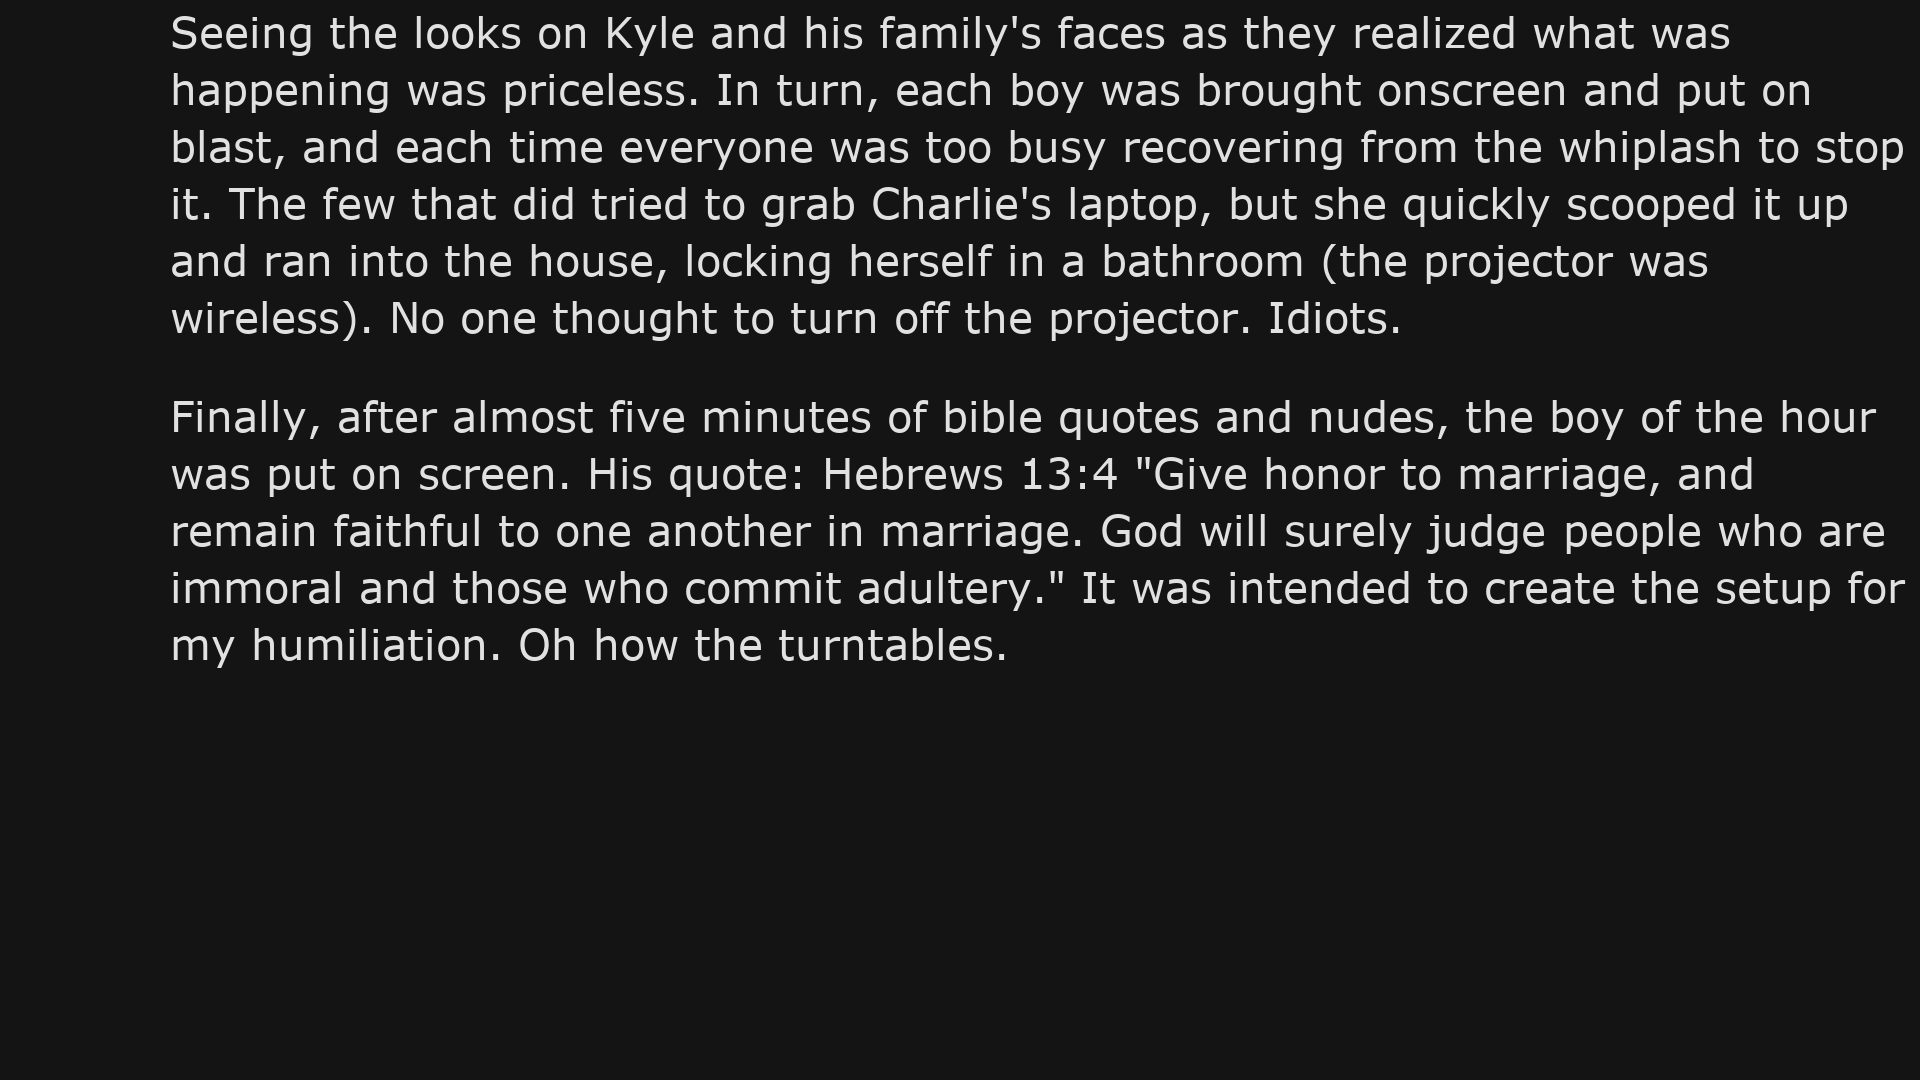 Seeing the looks on Kyle and his family's faces as they realized what was
happening was priceless. In turn, each boy was brought onscreen and put on
blast, and each time everyone was too busy recovering from the whiplash to stop
it. The few that did tried to grab Charlie's laptop, but she quickly scooped it up
and ran into the house, locking herself in a bathroom (the projector was
wireless). No one thought to turn off the projector. Idiots.
Finally, after almost five minutes of bible quotes and nudes, the boy of the hour
was put on screen. His quote: Hebrews 13:4 "Give honor to marriage, and
remain faithful to one another in marriage. God will surely judge people who are
immoral and those who commit adultery." It was intended to create the setup for
my humiliation. Oh how the turntables.